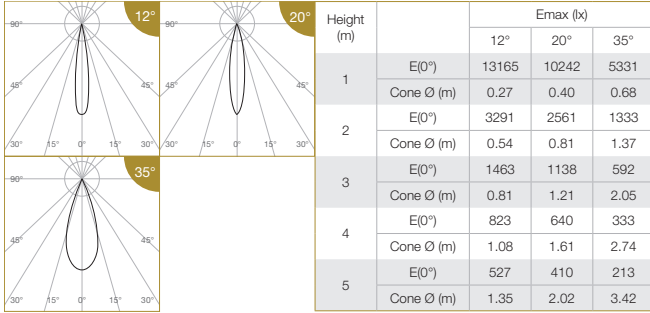 12°
90°
45°
45°
30°
15°
0°
15°
30°
20°
90°
45°
45°
30°
15°
0°
15°
30°
35°
90°
45°
45°
30°
15°
0°
15°
30°
Height (m) Emax (lx)
12° 20° 35°
1 E(0°) 13165 10242 5331
Cone Ø (m) 0.27 0.40 0.68
2 E(0°) 3291 2561 1333
Cone Ø (m) 0.54 0.81 1.37
3 E(0°) 1463 1138 592
Cone Ø (m) 0.81 1.21 2.05
4 E(0°) 823 640 333
Cone Ø (m) 1.08 1.61 2.74
5 E(0°) 527 410 213
Cone Ø (m) 1.35 2.02 3.42